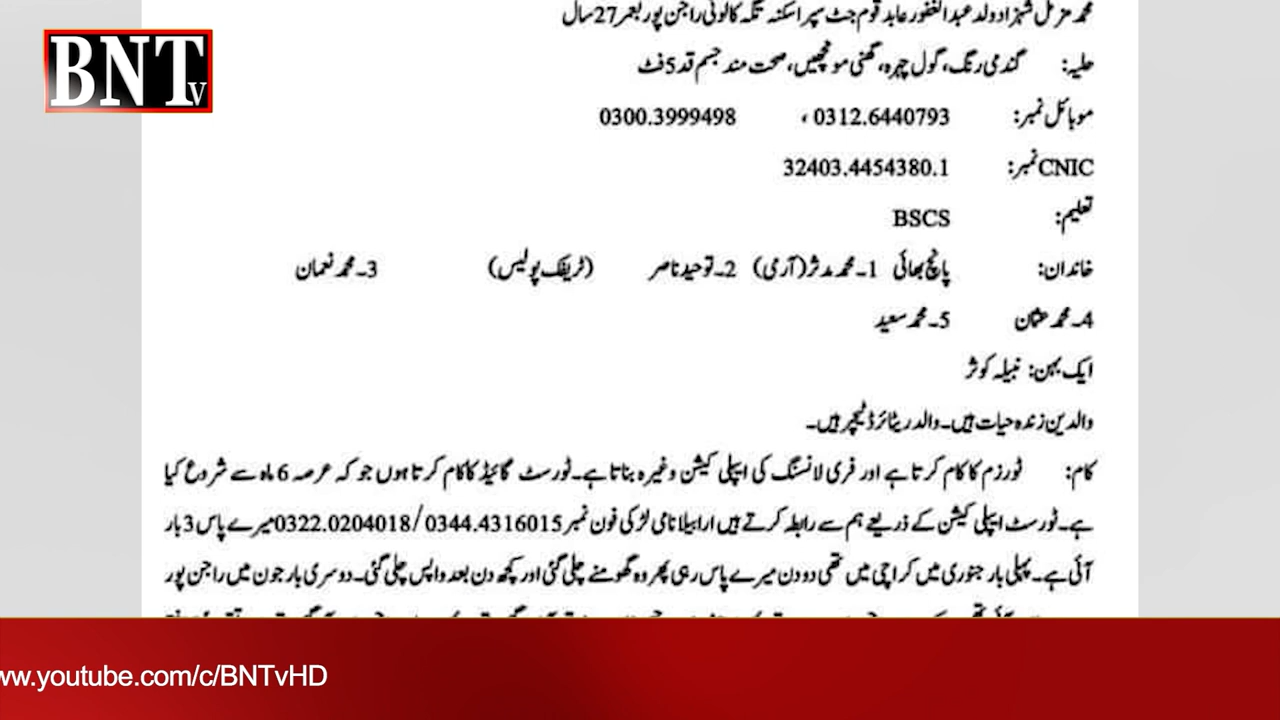 BNTv
محمد مزمل شہزاد ولد عبدالغفور عابد قوم جٹ سپرا سکنہ تکہ کالونی راجن پور بعمر 27 سال
حلیہ: گندمی رنگ، گول چہرہ، گھنی مونچھیں، صحت مند جسم قد 5 فٹ
موبائل نمبر: 0312.6440793 ، 0300.3999498
CNIC نمبر: 32403.4454380.1
تعلیم: BSCS
خاندان: پانچ بھائی 1۔محمد مدثر (آرمی) 2۔توحید ناصر (ٹریفک پولیس) 3۔محمد نعمان
4۔محمد عثمان 5۔محمد سعید
ایک بہن: نبیلہ کوثر
والدین زندہ حیات ہیں۔ والد ریٹائرڈ ٹیچر ہیں۔
کام: ٹورزم کا کام کرتا ہے اور فری لانسنگ کی ایپلی کیشن وغیرہ بناتا ہے۔ ٹورسٹ گائیڈ کا کام کرتا ہوں جو کہ عرصہ 6 ماہ سے شروع کیا
ہے۔ ٹورسٹ ایپلی کیشن کے ذریعے ہم سے رابطہ کرتے ہیں ارابیلا نامی لڑکی فون نمبر 0344.4316015/0322.0204018 میرے پاس 3 بار
آئی ہے۔ پہلی بار جنوری میں کراچی میں تھی دو دن میرے پاس رہی پھر وہ گھومنے چلی گئی اور کچھ دن بعد واپس چلی گئی۔ دوسری بار جون میں راجن پور
ww.youtube.com/c/BNTvHD